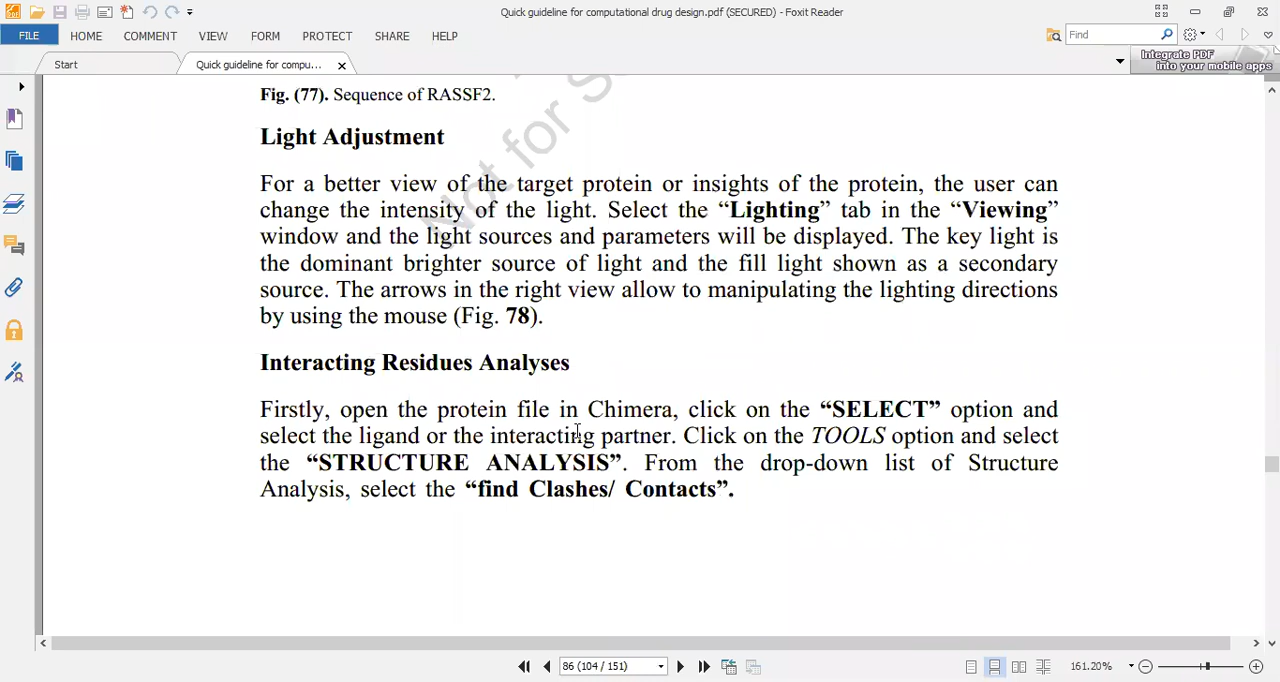 Quick guideline for computational drug design.pdf (SECURED) - Foxit Reader
FILE HOME COMMENT VIEW FORM PROTECT SHARE HELP
Find
Start
Quick guideline for compu...
Integrate PDF
into your mobile apps
Fig. (77). Sequence of RASSF2.
Not for
Light Adjustment
For a better view of the target protein or insights of the protein, the user can
change the intensity of the light. Select the “Lighting” tab in the “Viewing”
window and the light sources and parameters will be displayed. The key light is
the dominant brighter source of light and the fill light shown as a secondary
source. The arrows in the right view allow to manipulating the lighting directions
by using the mouse (Fig. 78).
Interacting Residues Analyses
Firstly, open the protein file in Chimera, click on the “SELECT” option and
select the ligand or the interacting partner. Click on the TOOLS option and select
the “STRUCTURE ANALYSIS”. From the drop-down list of Structure
Analysis, select the “find Clashes/ Contacts”.
86 (104 / 151)
161.20%